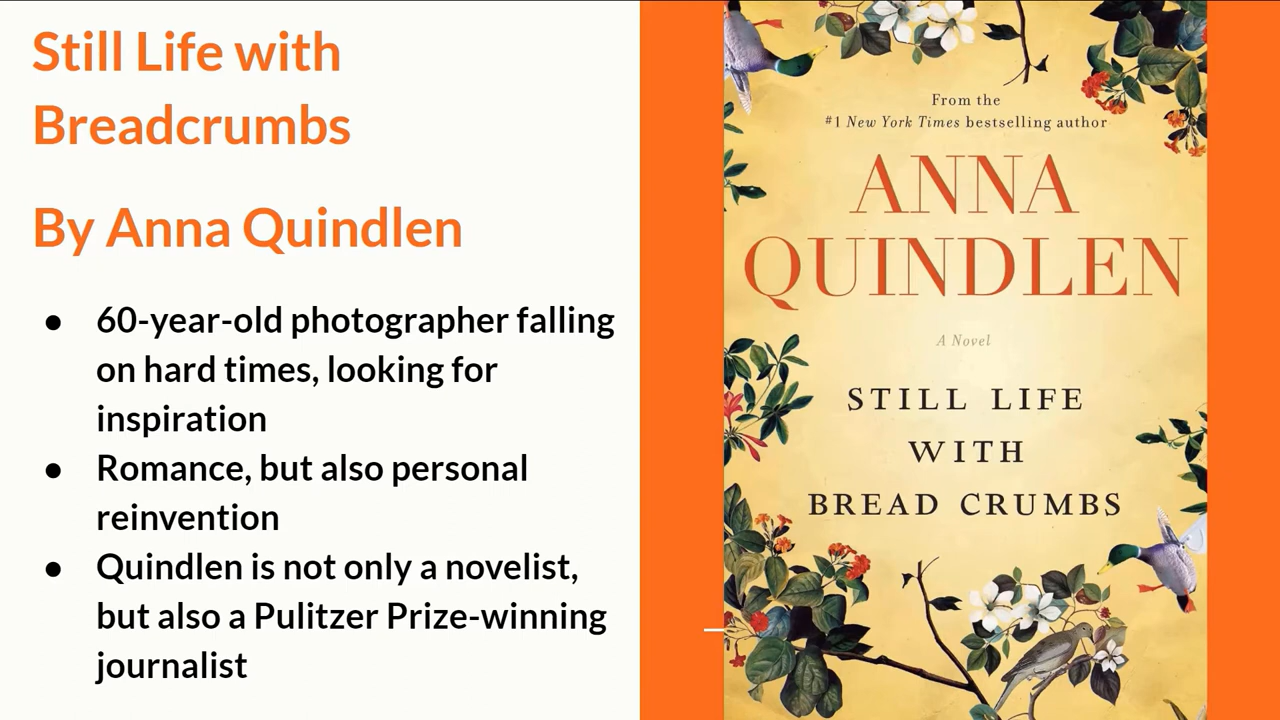 Still Life with
Breadcrumbs
By Anna Quindlen
● 60-year-old photographer falling
on hard times, looking for
inspiration
● Romance, but also personal
reinvention
● Quindlen is not only a novelist,
but also a Pulitzer Prize-winning
journalist
From the
#1 New York Times bestselling author
ANNA
QUINDLEN
A Novel
STILL LIFE
WITH
BREAD CRUMBS